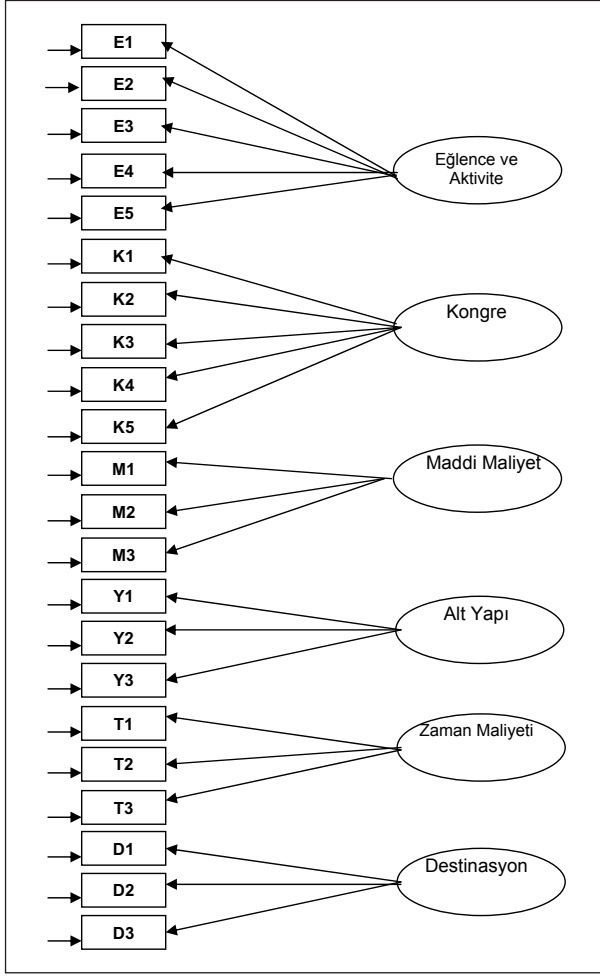 E1
E2
E3
E4
E5
Eğlence ve
Aktivite
K1
K2
K3
K4
K5
Kongre
M1
M2
M3
Maddi Maliyet
Y1
Y2
Y3
Alt Yapı
T1
T2
T3
Zaman Maliyeti
D1
D2
D3
Destinasyon